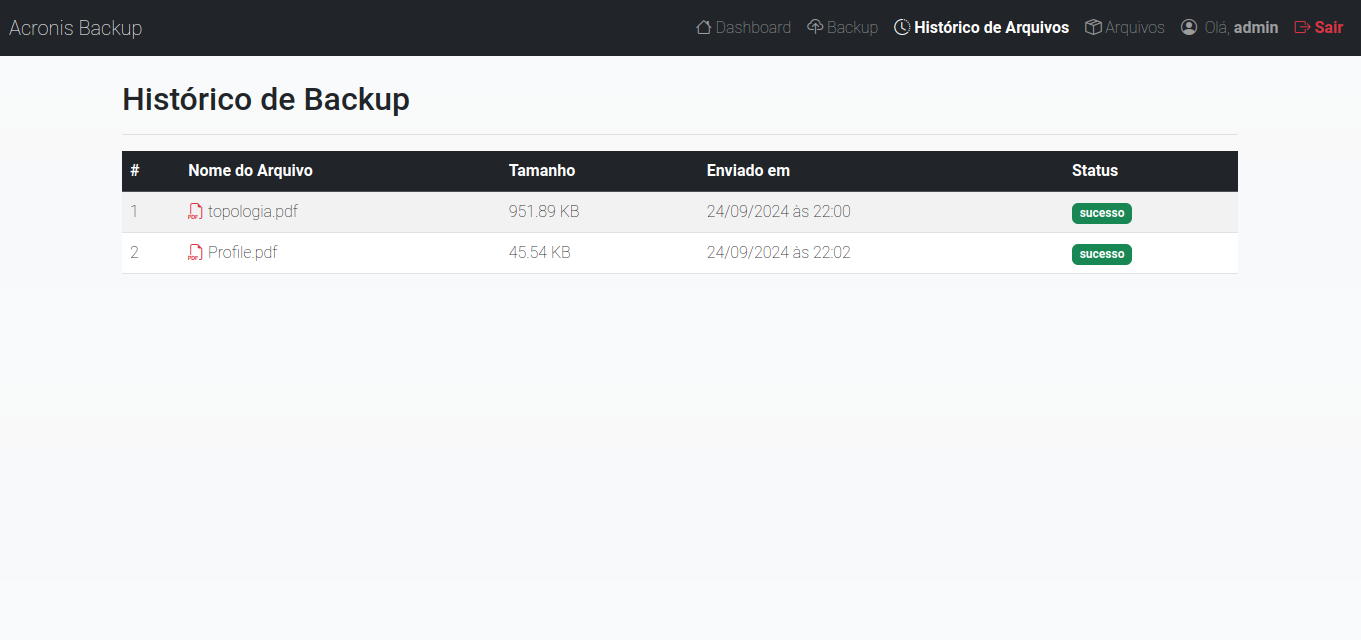 Acronis Backup Dashboard Backup Histórico de Arquivos Arquivos Olá, admin Sair
Histórico de Backup
# Nome do Arquivo Tamanho Enviado em Status
1 PDF topologia.pdf 951.89 KB 24/09/2024 às 22:00 sucesso
2 PDF Profile.pdf 45.54 KB 24/09/2024 às 22:02 sucesso